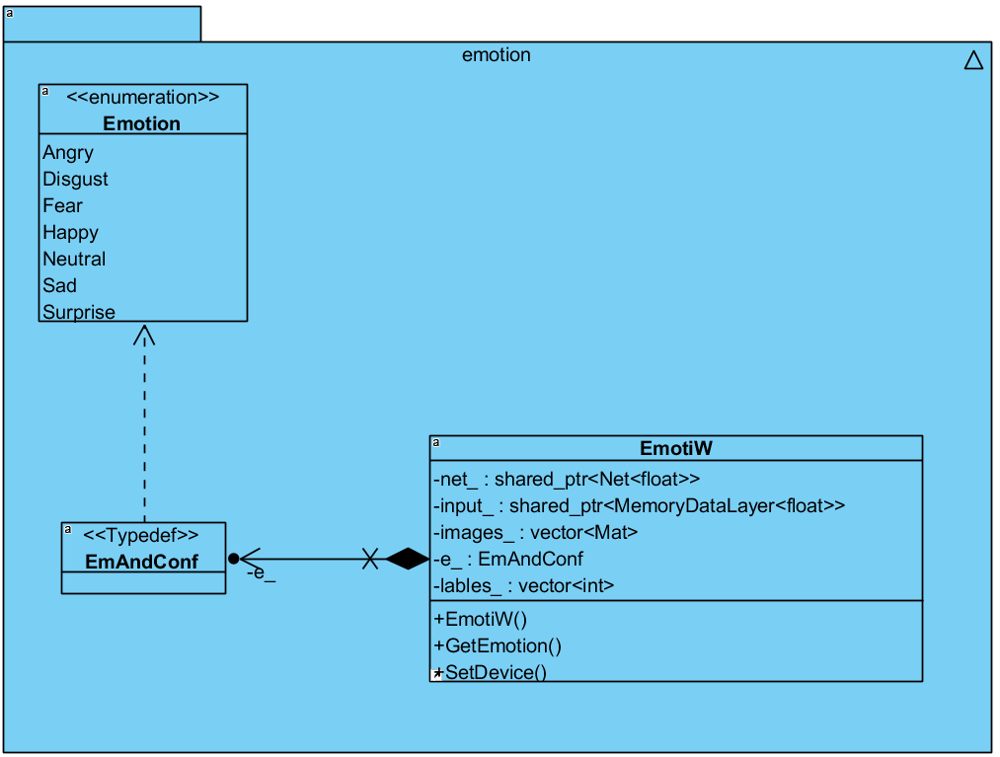 a
emotion
a
<<enumeration>>
Emotion
Angry
Disgust
Fear
Happy
Neutral
Sad
Surprise
a
EmotiW
-net_ : shared_ptr<Net<float>>
-input_ : shared_ptr<MemoryDataLayer<float>>
-images_ : vector<Mat>
-e_ : EmAndConf
-lables_ : vector<int>
+EmotiW()
+GetEmotion()
+SetDevice()
a
<<Typedef>>
EmAndConf
-e_